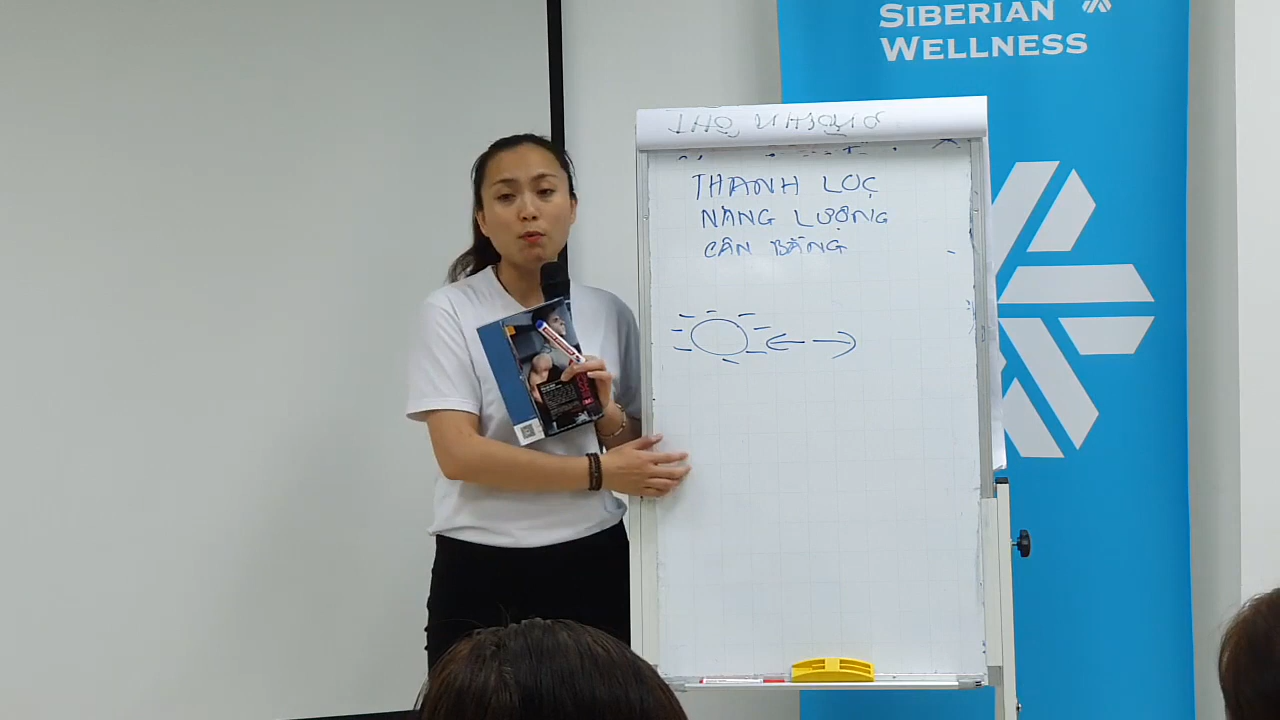 SIBERIAN
WELLNESS
THANH LỌC
NĂNG LƯỢNG
CÂN BẰNG